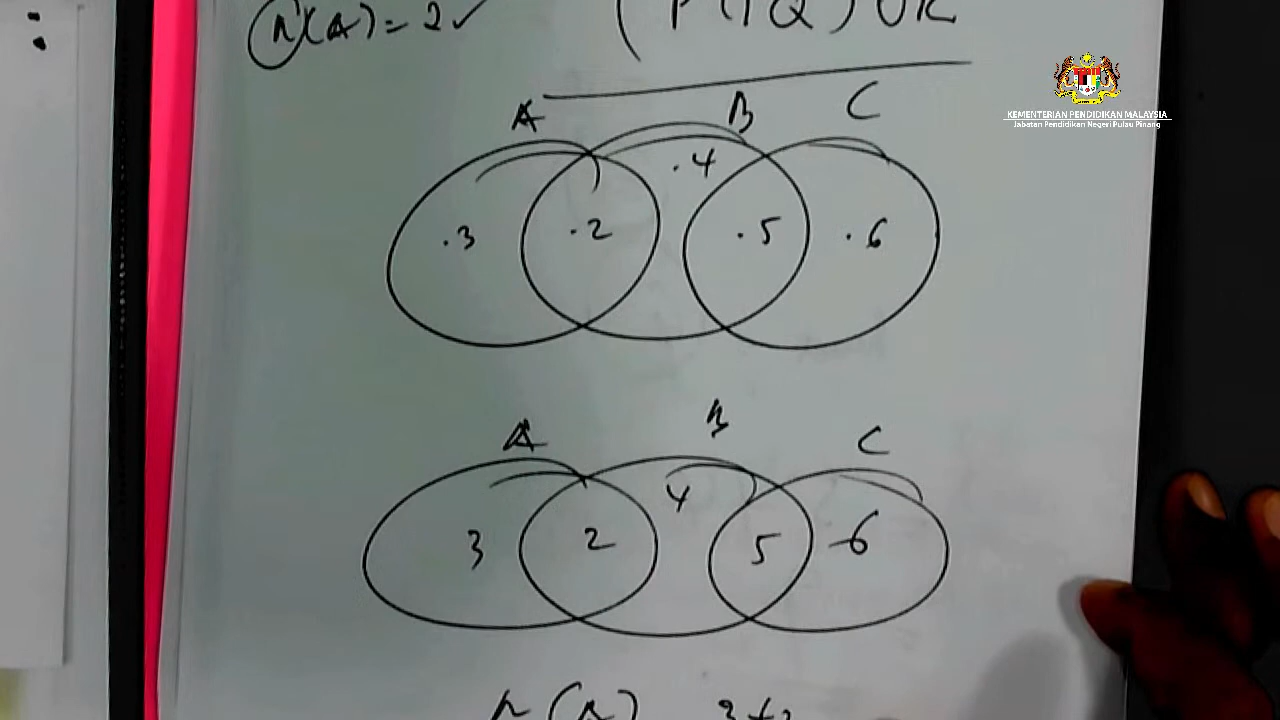 n(A) = 2 ✓
(P ∩ Q) ∪ R
KEMENTERIAN PENDIDIKAN MALAYSIA
Jabatan Pendidikan Negeri Pulau Pinang
A B C
.3 .2 .4 .5 .6
A B C
3 2 4 5 6